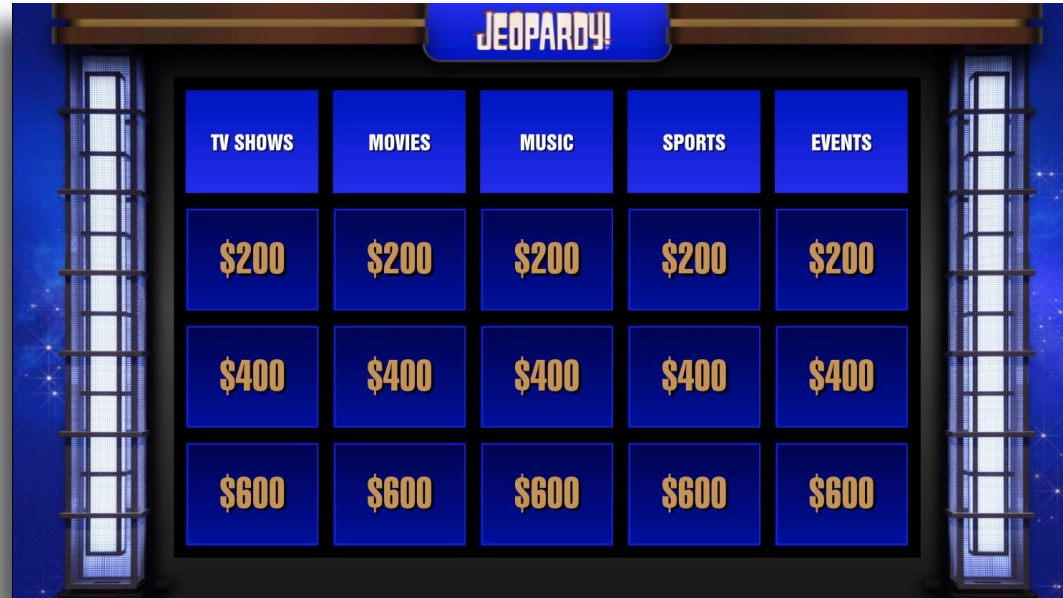 JEOPARDY!
TV SHOWS MOVIES MUSIC SPORTS EVENTS
$200 $200 $200 $200 $200
$400 $400 $400 $400 $400
$600 $600 $600 $600 $600